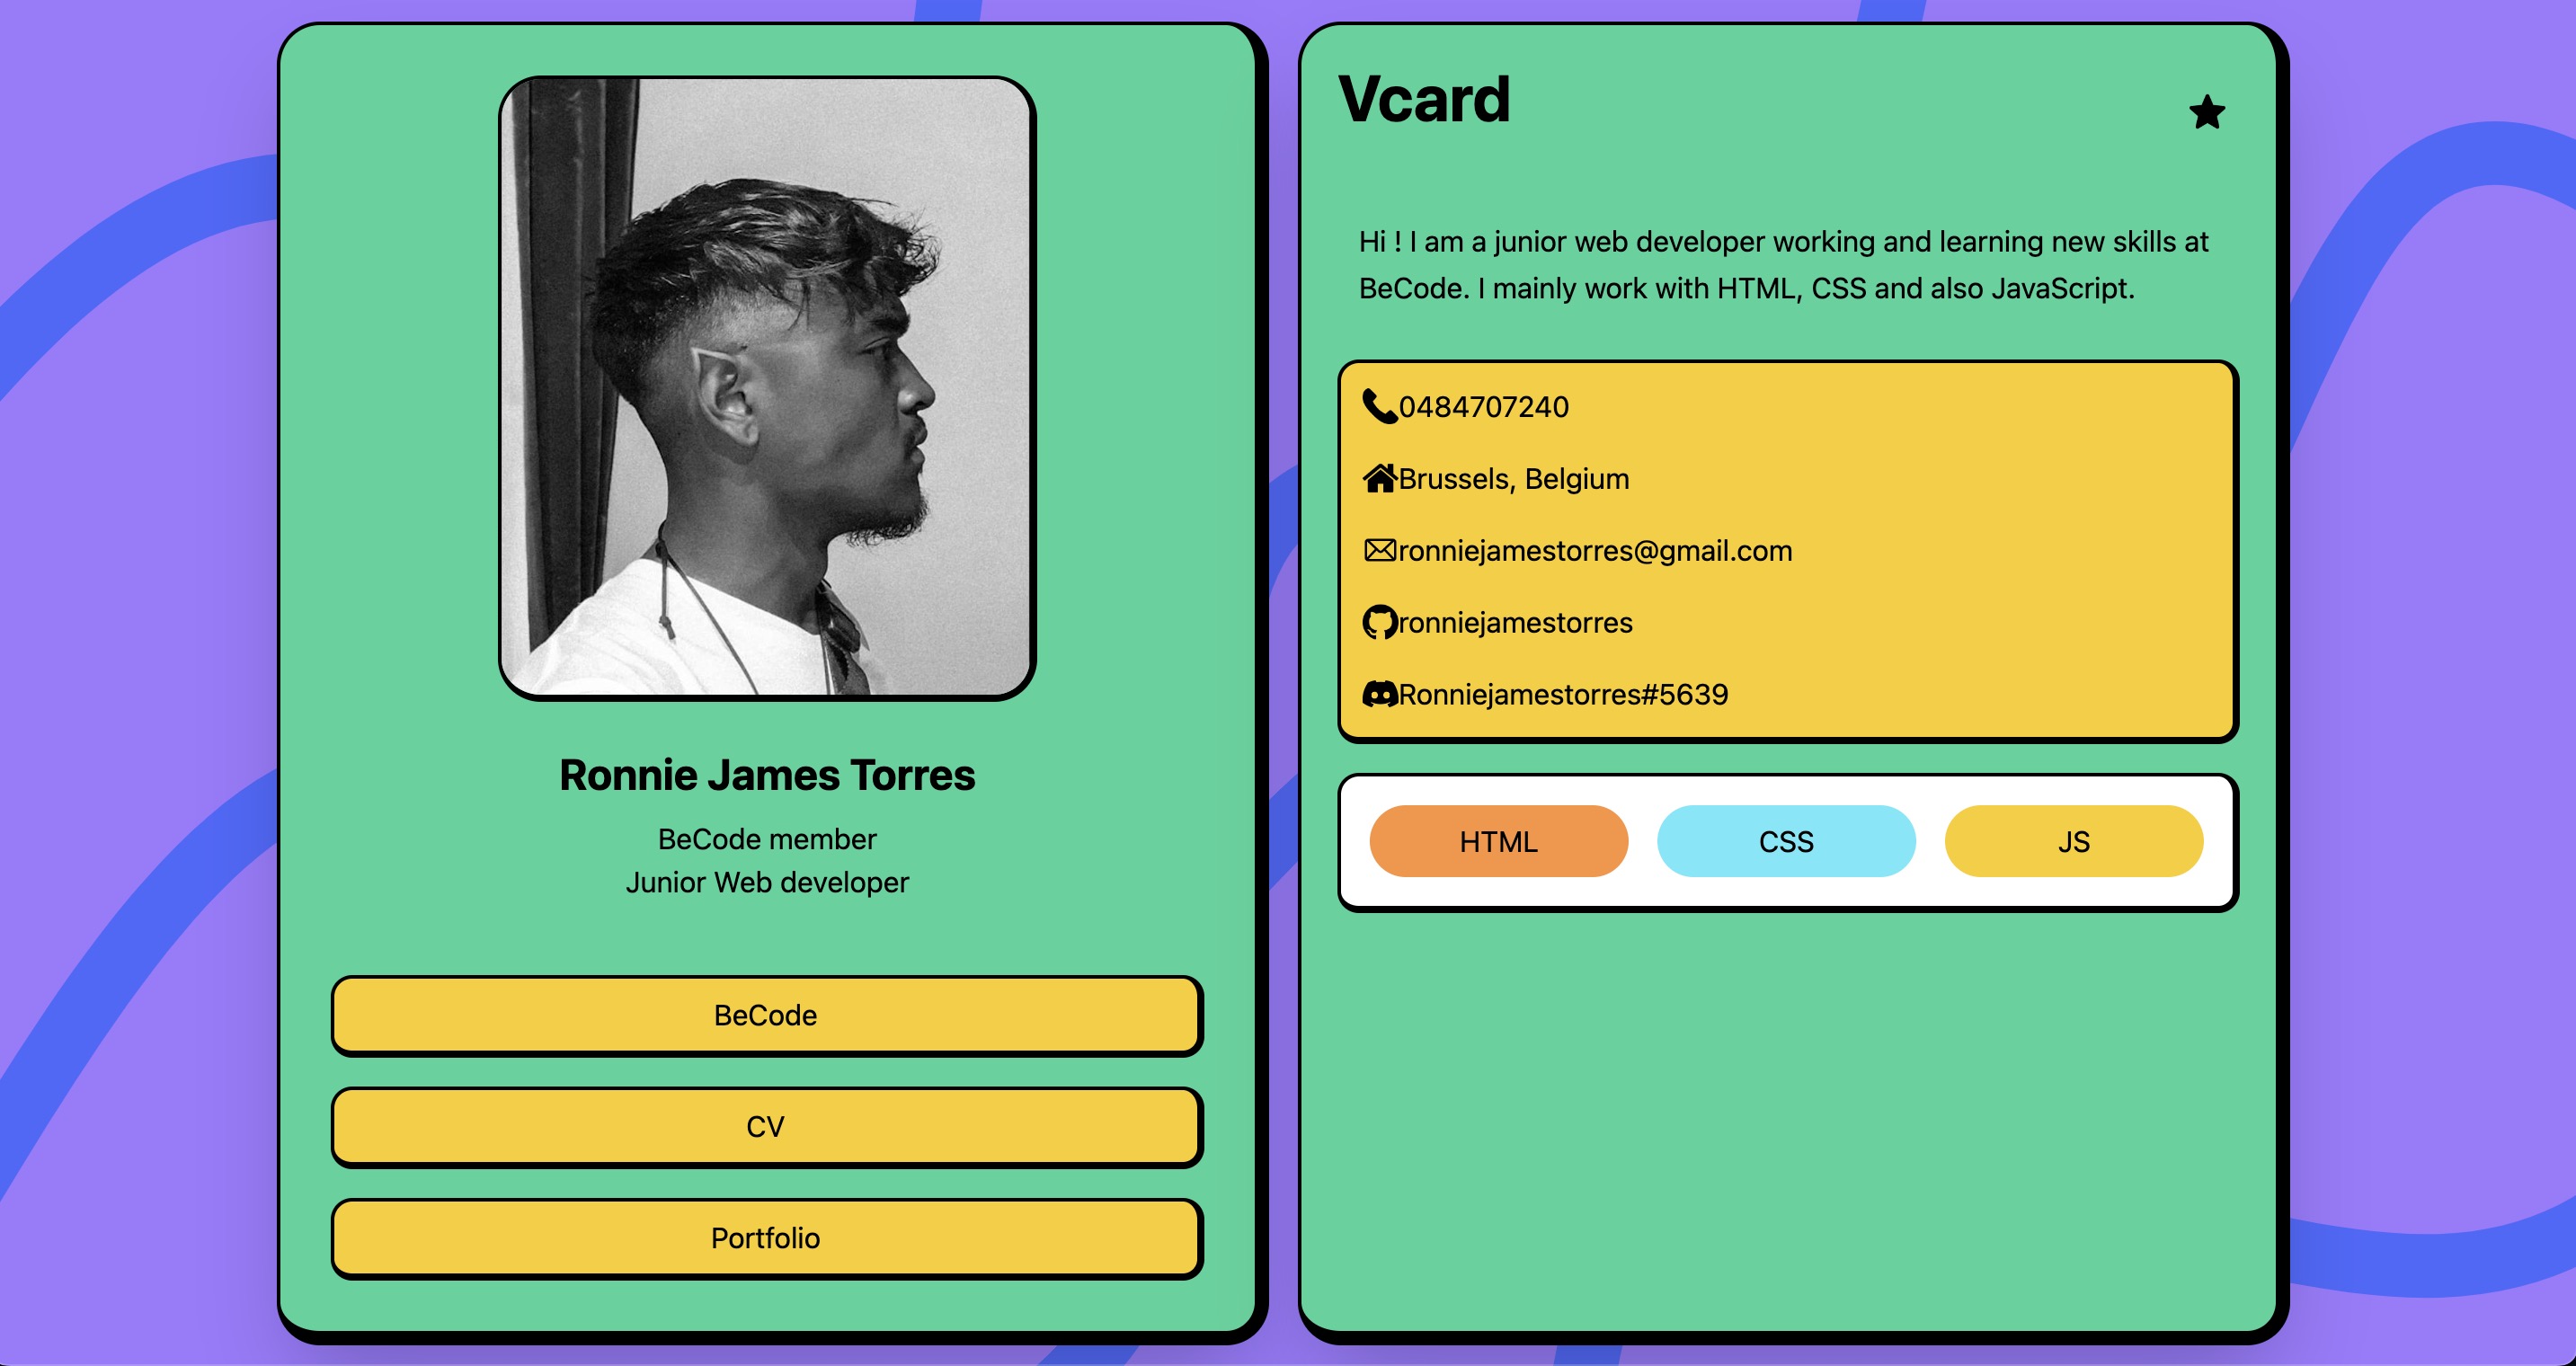 Ronnie James Torres
BeCode member
Junior Web developer
BeCode
CV
Portfolio
Vcard
Hi ! I am a junior web developer working and learning new skills at
BeCode. I mainly work with HTML, CSS and also JavaScript.
0484707240
Brussels, Belgium
ronniejamestorres@gmail.com
ronniejamestorres
Ronniejamestorres#5639
HTML
CSS
JS